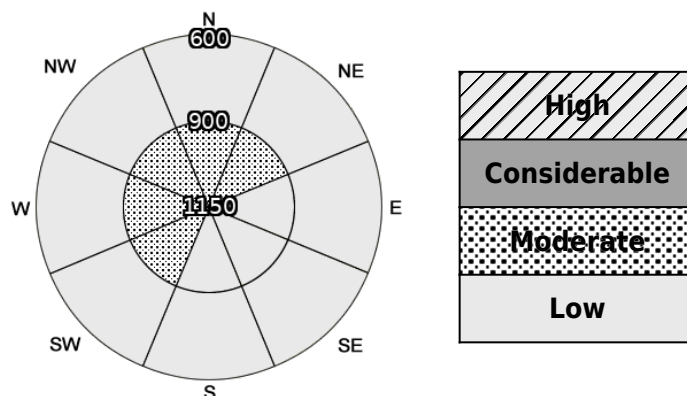 N
600
NW
NE
900
W
1150
E
SW
SE
S
High
Considerable
Moderate
Low